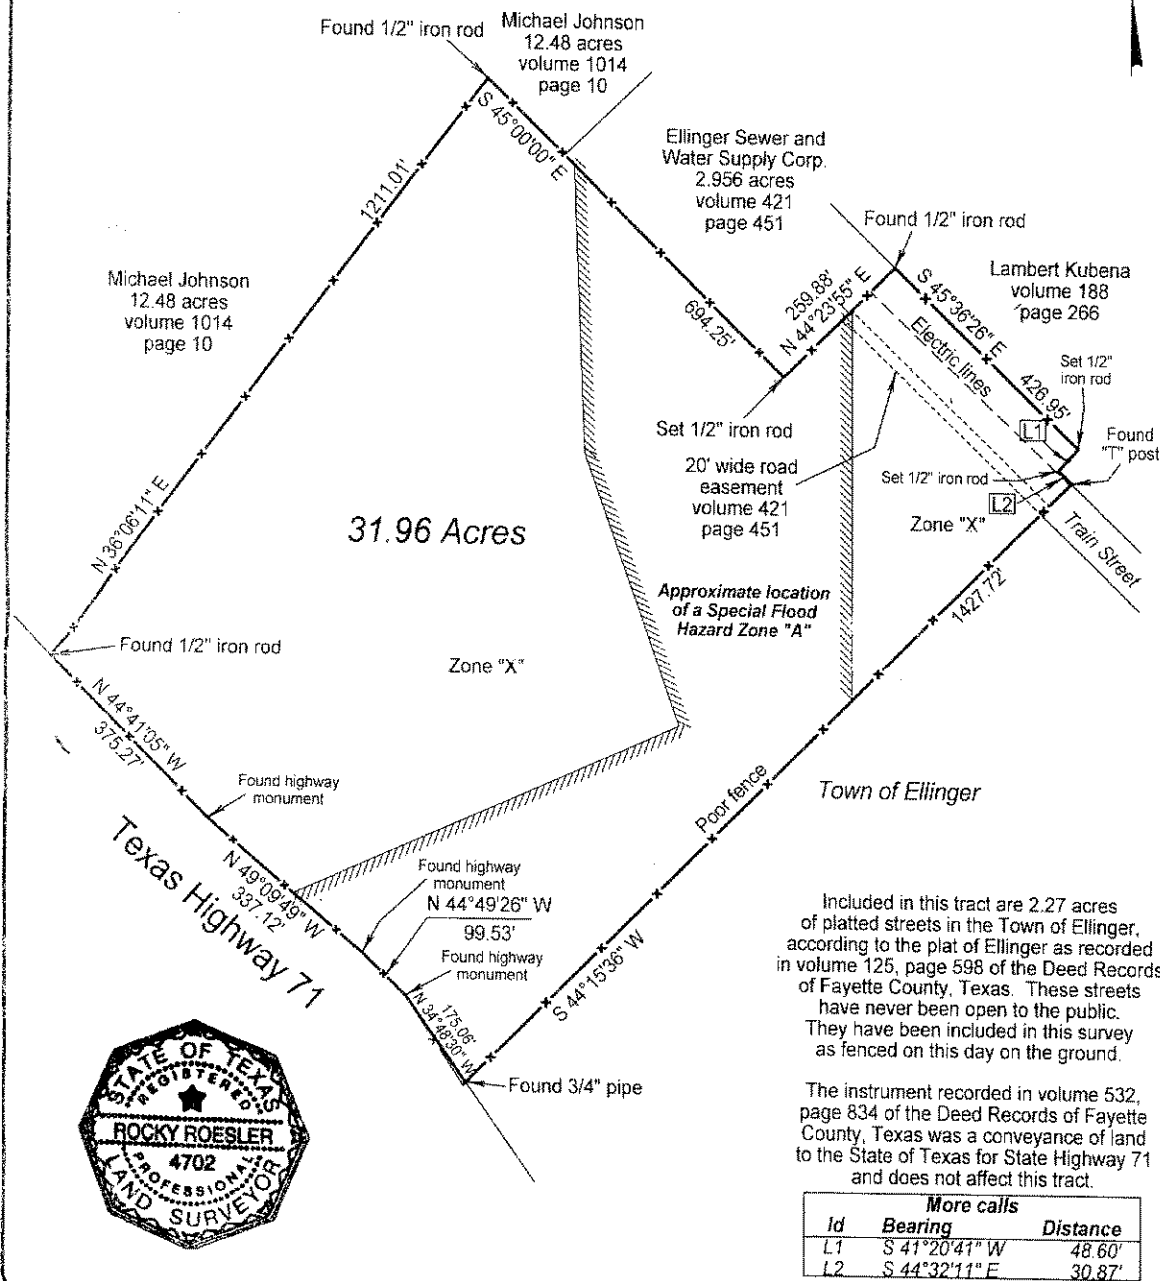 Found 1/2" iron rod
Michael Johnson
12.48 acres
volume 1014
page 10
S 45°00'00" E
Ellinger Sewer and
Water Supply Corp.
2.956 acres
volume 421
page 451
1211.01'
Found 1/2" iron rod
Michael Johnson
12.48 acres
volume 1014
page 10
Lambert Kubena
volume 188
page 266
259.88'
N 44°23'55" E
S 45°36'26" E
694.25'
Electric lines
426.95'
Set 1/2"
iron rod
L1
Found
"T" post
Set 1/2" iron rod
20' wide road
easement
volume 421
page 451
Set 1/2" iron rod
L2
Zone "X"
Train Street
N 36°06'11" E
31.96 Acres
Approximate location
of a Special Flood
Hazard Zone "A"
1427.72'
Found 1/2" iron rod
Zone "X"
N 44°41'05" W
375.27'
Found highway
monument
Poor fence
Town of Ellinger
Texas Highway 71
N 49°09'49" W
337.12'
Found highway
monument
N 44°49'26" W
99.53'
Found highway
monument
S 44°15'36" W
175.06'
N 34°48'30" W
Found 3/4" pipe
Included in this tract are 2.27 acres
of platted streets in the Town of Ellinger,
according to the plat of Ellinger as recorded
in volume 125, page 598 of the Deed Records
of Fayette County, Texas. These streets
have never been open to the public.
They have been included in this survey
as fenced on this day on the ground.
The instrument recorded in volume 532,
page 834 of the Deed Records of Fayette
County, Texas was a conveyance of land
to the State of Texas for State Highway 71
and does not affect this tract.
STATE OF TEXAS
REGISTERED
ROCKY ROESLER
4702
PROFESSIONAL
LAND SURVEYOR
More calls
Id Bearing Distance
L1 S 41°20'41" W 48.60'
L2 S 44°32'11" E 30.87'